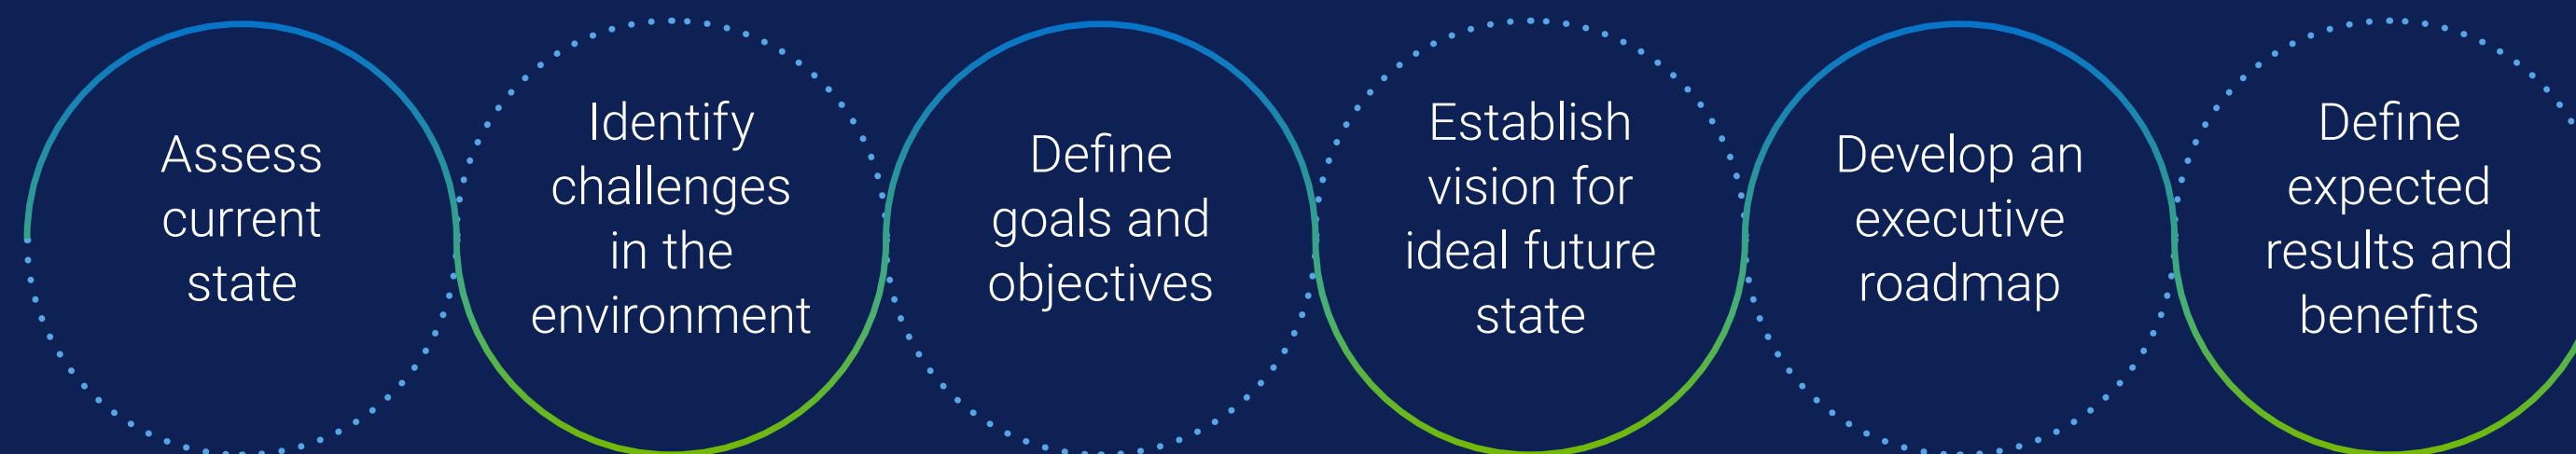 Assess
current
state
Identify
challenges
in the
environment
Define
goals and
objectives
Establish
vision for
ideal future
state
Develop an
executive
roadmap
Define
expected
results and
benefits